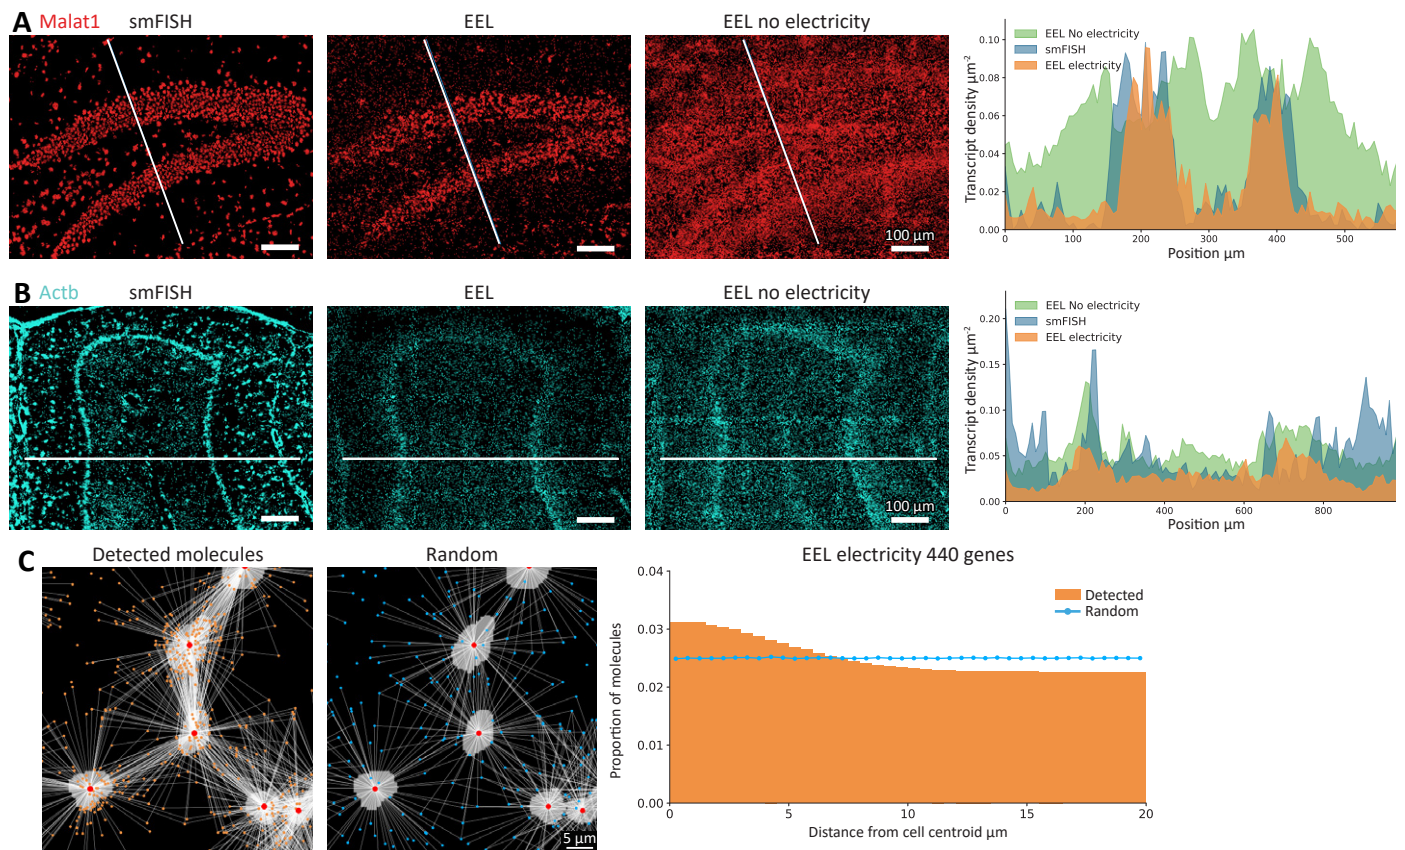 A Malat1 smFISH EEL EEL no electricity
100 µm
EEL No electricity
smFISH
EEL electricity
Transcript density µm⁻²
0.10
0.08
0.06
0.04
0.02
0.00
0 100 200 300 400 500
Position µm
B Actb smFISH EEL EEL no electricity
100 µm
EEL No electricity
smFISH
EEL electricity
Transcript density µm⁻²
0.20
0.15
0.10
0.05
0.00
0 200 400 600 800
Position µm
C Detected molecules Random EEL electricity 440 genes
5 µm
Detected
Random
Proportion of molecules
0.04
0.03
0.02
0.01
0.00
0 5 10 15 20
Distance from cell centroid µm